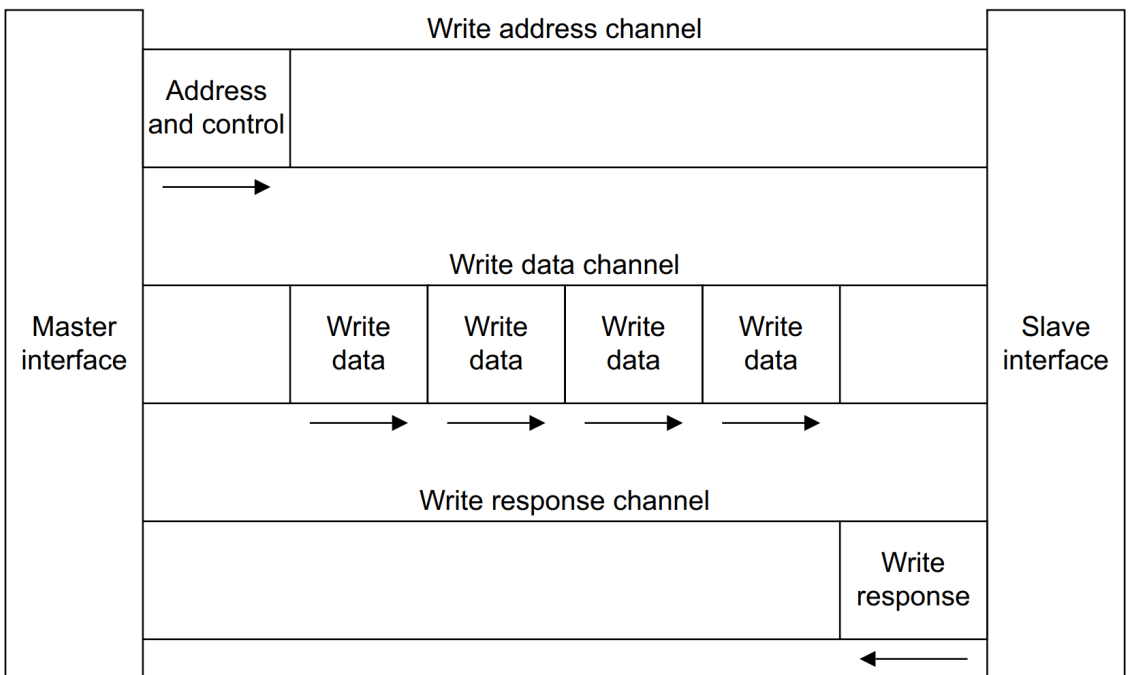 Write address channel
Address
and control
Write data channel
Master
interface
Write
data
Write
data
Write
data
Write
data
Slave
interface
Write response channel
Write
response